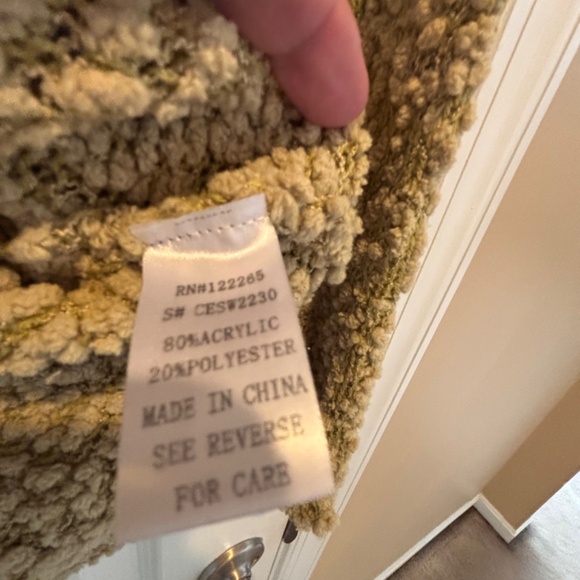 RN#122265
S# CESW2230
80%ACRYLIC
20%POLYESTER
MADE IN CHINA
SEE REVERSE
FOR CARE